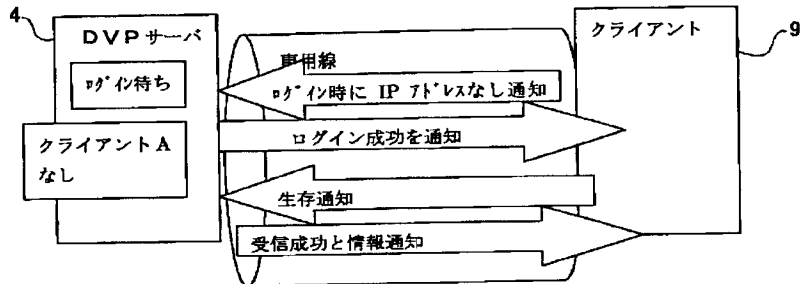 4
DVPサーバ
ログイン待ち
クライアントA
なし
専用線
ログイン時に IP アドレスなし通知
ログイン成功を通知
生存通知
受信成功と情報通知
クライアント
9